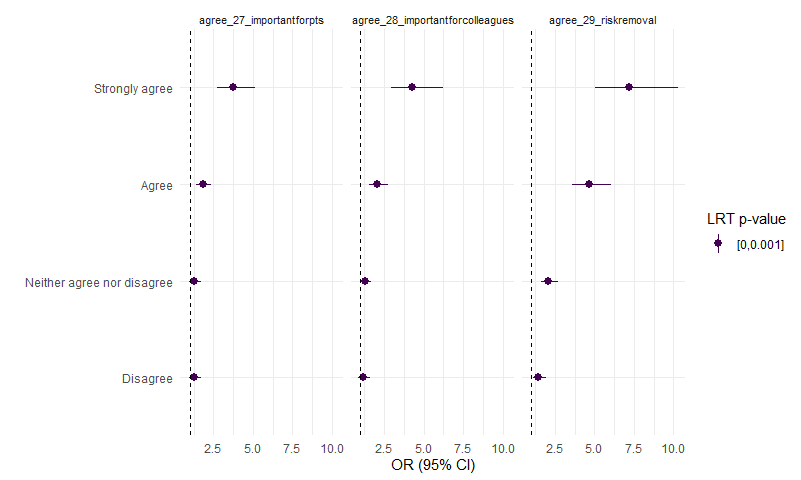 agree_27_importantforpts agree_28_importantforcolleagues agree_29_riskremoval
Strongly agree
Agree
Neither agree nor disagree
Disagree
LRT p-value
[0,0.001]
2.5 5.0 7.5 10.0 2.5 5.0 7.5 10.0 2.5 5.0 7.5 10.0
OR (95% CI)